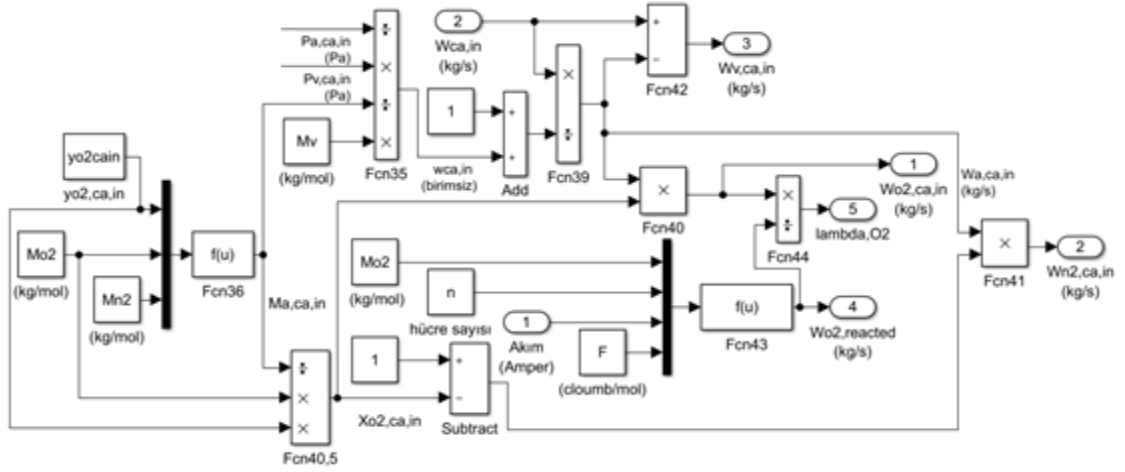 Pa,ca,in
(Pa)
Pv,ca,in
(Pa)
÷
×
÷
×
Fcn35
Mv
(kg/mol)
2
Wca,in
(kg/s)
1
wca,in
(birimsiz)
+
+
Add
×
÷
Fcn39
+
−
Fcn42
3
Wv,ca,in
(kg/s)
yo2cain
yo2,ca,in
Mo2
(kg/mol)
Mn2
(kg/mol)
f(u)
Fcn36
Ma,ca,in
×
Fcn40
×
÷
Fcn44
1
Wo2,ca,in
(kg/s)
5
lambda,O2
Wa,ca,in
(kg/s)
×
Fcn41
2
Wn2,ca,in
(kg/s)
Mo2
(kg/mol)
n
hücre sayısı
1
Akım
(Amper)
F
(cloumb/mol)
f(u)
Fcn43
4
Wo2,reacted
(kg/s)
1
+
−
Subtract
÷
×
×
Fcn40,5
Xo2,ca,in